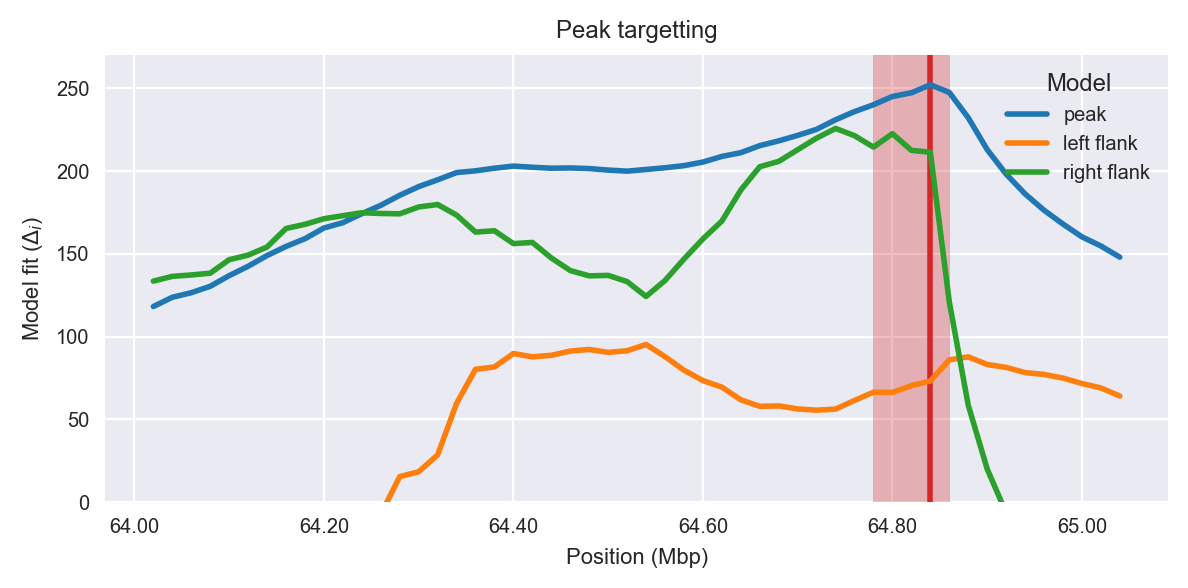 Peak targetting
Model fit (Δi)
250
200
150
100
50
0
Model
peak
left flank
right flank
64.00
64.20
64.40
64.60
64.80
65.00
Position (Mbp)